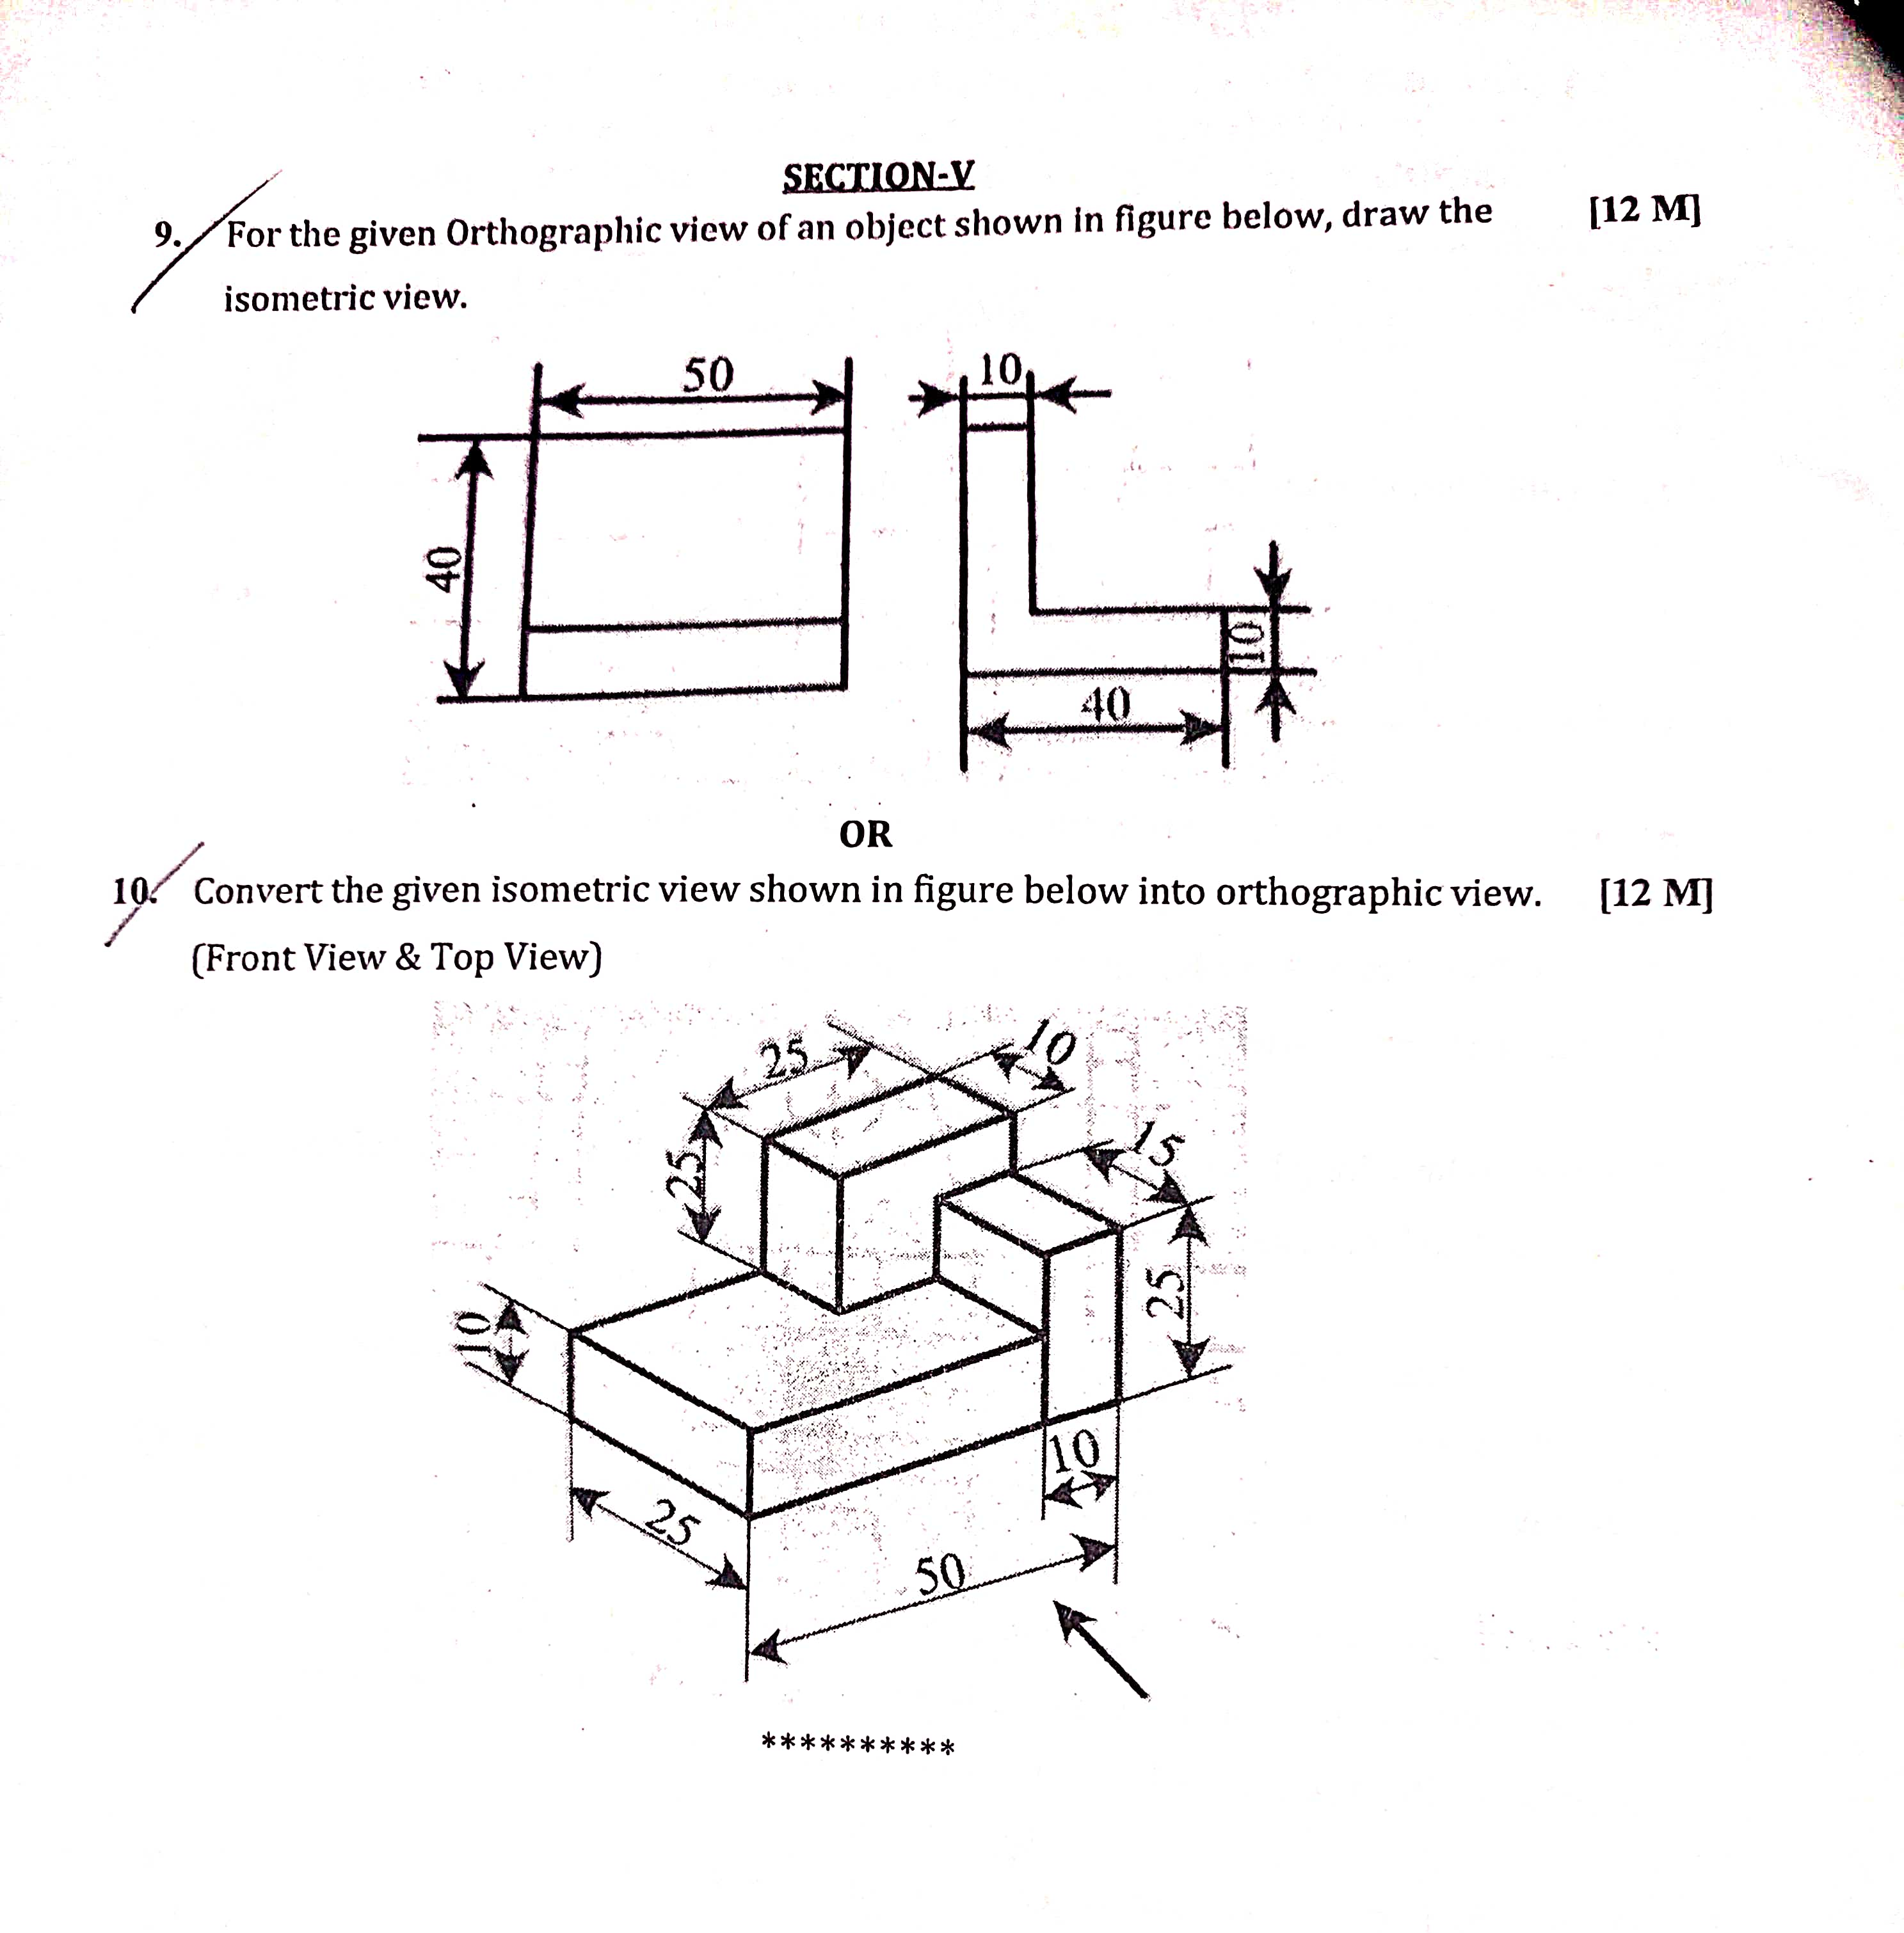 SECTION-V
9. For the given Orthographic view of an object shown in figure below, draw the [12 M]
isometric view.
50
10
40
10
40
OR
10. Convert the given isometric view shown in figure below into orthographic view. [12 M]
(Front View & Top View)
25
10
25
15
25
10
10
25
50
**********